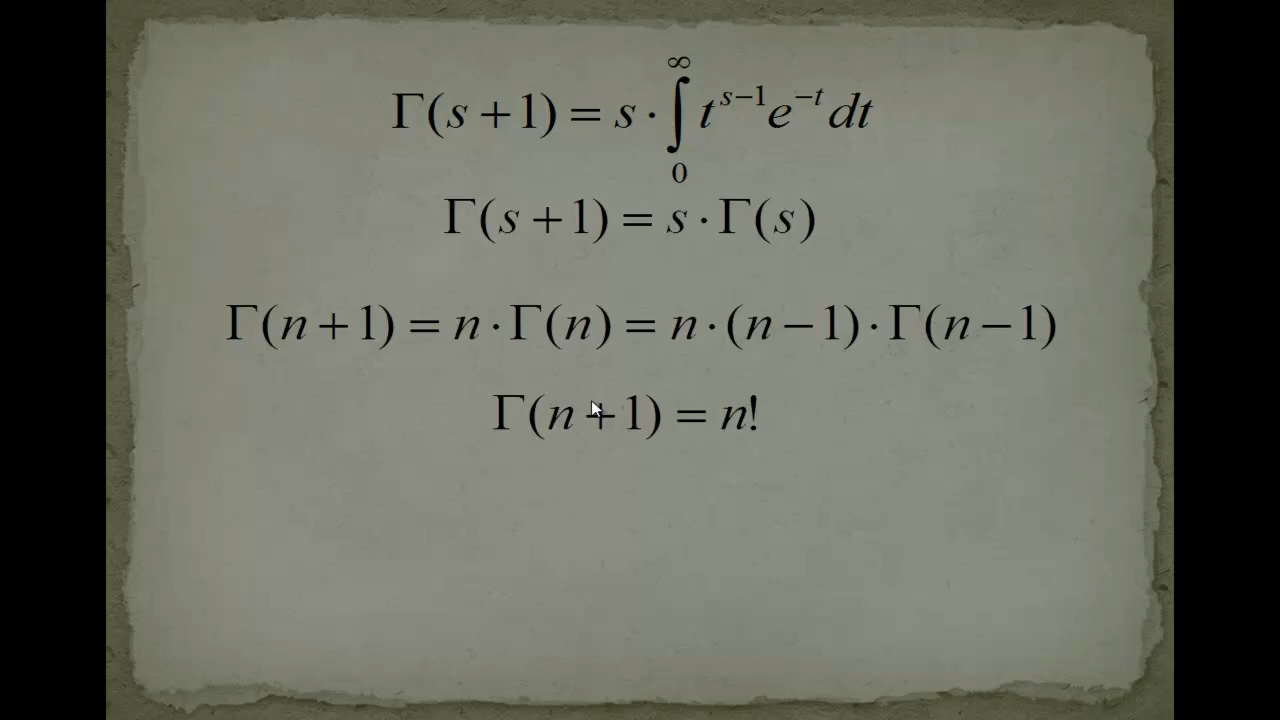 Γ(s + 1) = s · ∫₀^∞ t^{s−1} e^{−t} dt
Γ(s + 1) = s · Γ(s)
Γ(n + 1) = n · Γ(n) = n · (n − 1) · Γ(n − 1)
Γ(n + 1) = n!